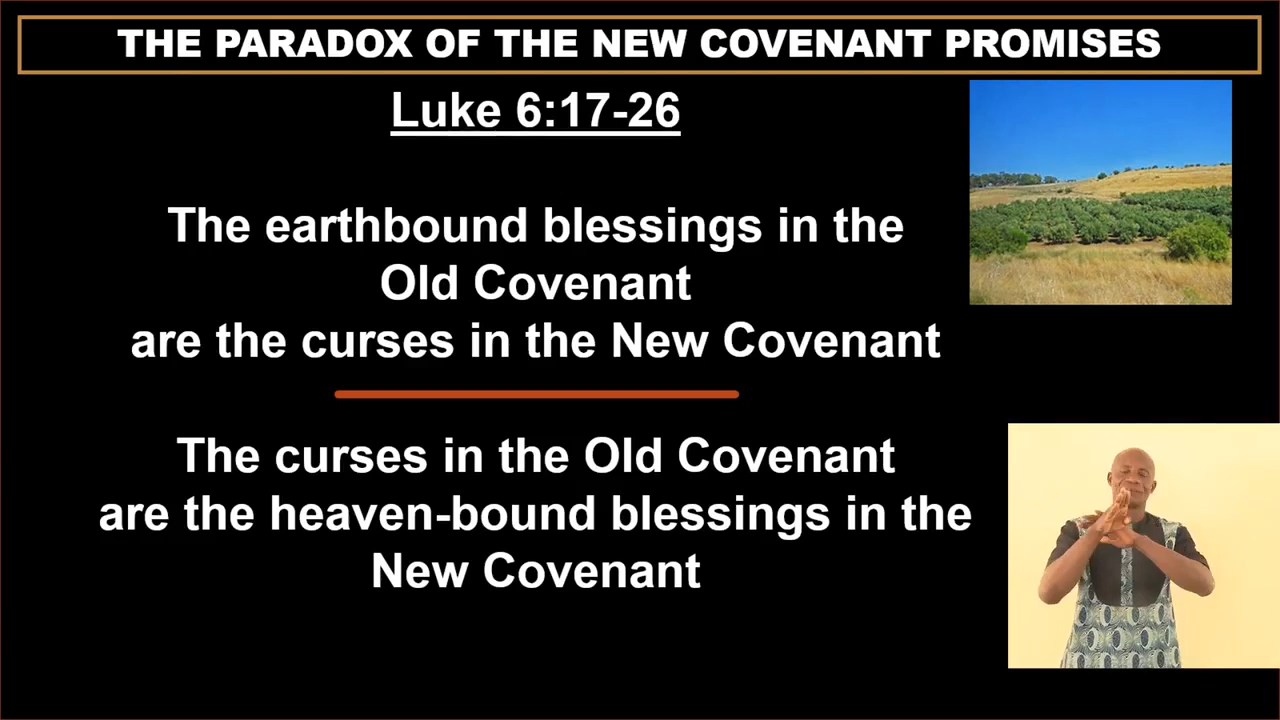 THE PARADOX OF THE NEW COVENANT PROMISES
Luke 6:17-26
The earthbound blessings in the
Old Covenant
are the curses in the New Covenant
The curses in the Old Covenant
are the heaven-bound blessings in the
New Covenant